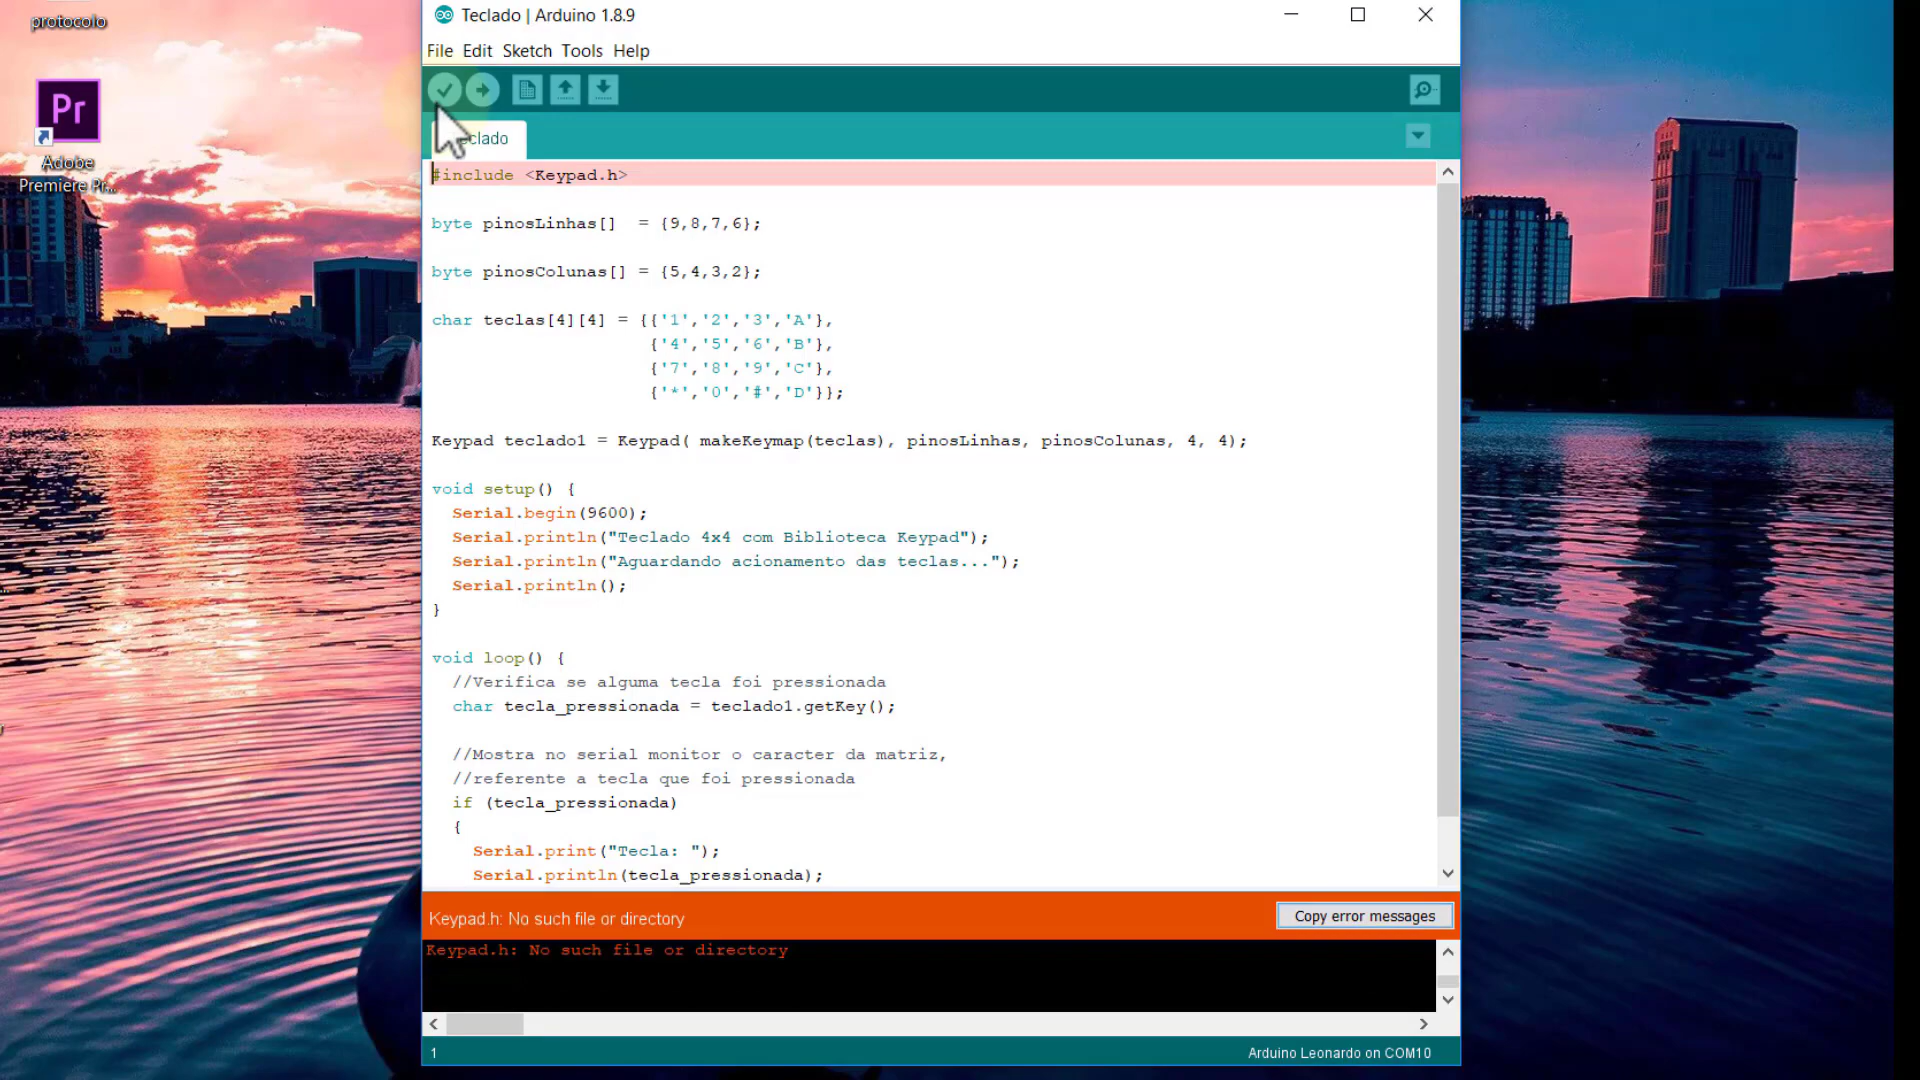 protocolo
Pr
Adobe
Premiere Pr...
Teclado | Arduino 1.8.9
File Edit Sketch Tools Help
eclado
#include <Keypad.h>
byte pinosLinhas[]  = {9,8,7,6};
byte pinosColunas[] = {5,4,3,2};
char teclas[4][4] = {{'1','2','3','A'},
{'4','5','6','B'},
{'7','8','9','C'},
{'*','0','#','D'}};
Keypad teclado1 = Keypad( makeKeymap(teclas), pinosLinhas, pinosColunas, 4, 4);
void setup() {
Serial.begin(9600);
Serial.println("Teclado 4x4 com Biblioteca Keypad");
Serial.println("Aguardando acionamento das teclas...");
Serial.println();
}
void loop() {
//Verifica se alguma tecla foi pressionada
char tecla_pressionada = teclado1.getKey();
//Mostra no serial monitor o caracter da matriz,
//referente a tecla que foi pressionada
if (tecla_pressionada)
{
Serial.print("Tecla: ");
Serial.println(tecla_pressionada);
Keypad.h: No such file or directory
Copy error messages
Keypad.h: No such file or directory
1
Arduino Leonardo on COM10